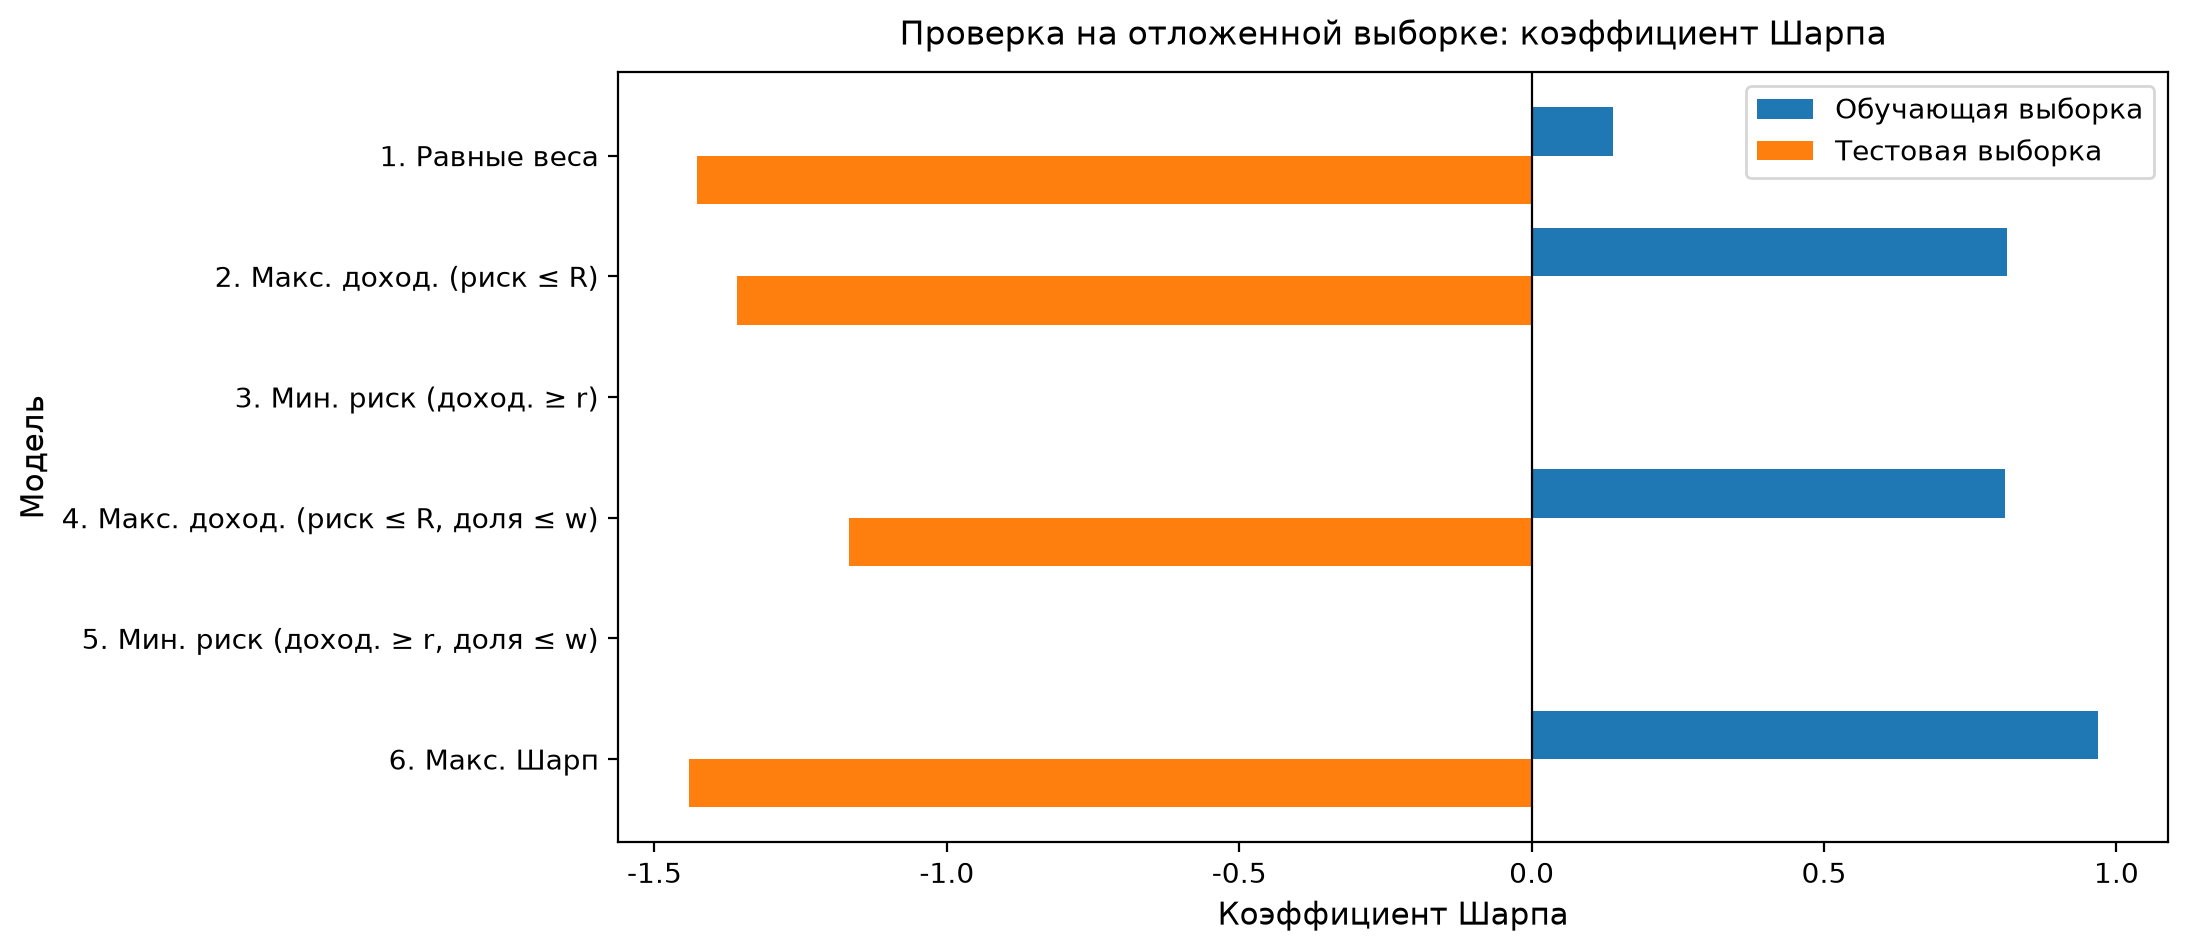 Проверка на отложенной выборке: коэффициент Шарпа
Обучающая выборка
Тестовая выборка
Модель
1. Равные веса
2. Макс. доход. (риск ≤ R)
3. Мин. риск (доход. ≥ r)
4. Макс. доход. (риск ≤ R, доля ≤ w)
5. Мин. риск (доход. ≥ r, доля ≤ w)
6. Макс. Шарп
-1.5 -1.0 -0.5 0.0 0.5 1.0
Коэффициент Шарпа